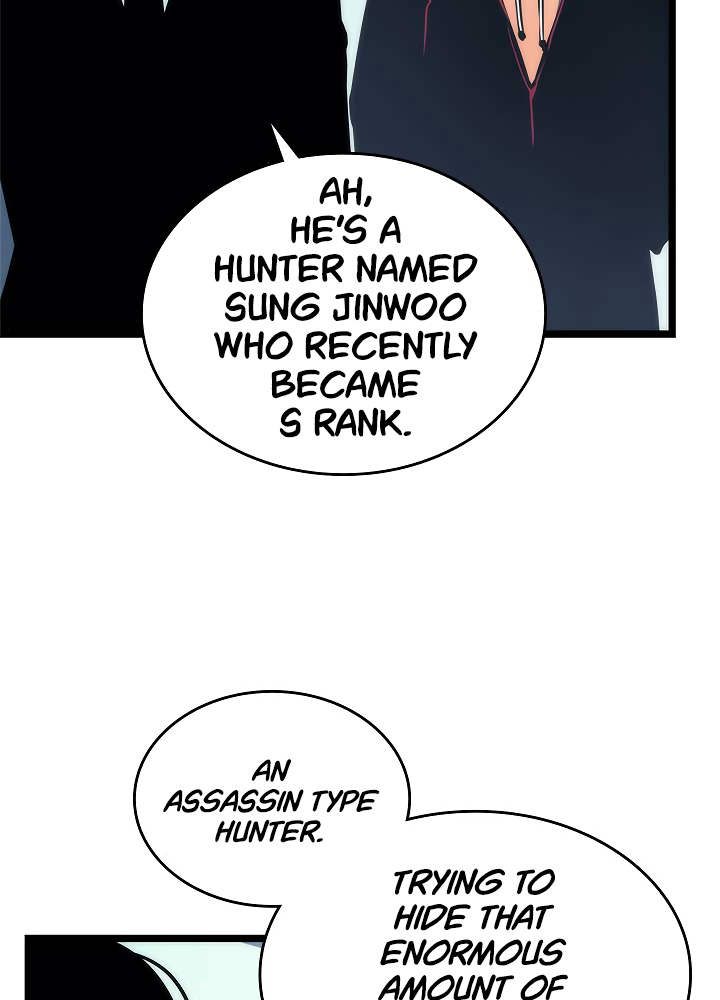 AH,
HE'S A
HUNTER NAMED
SUNG JINWOO
WHO RECENTLY
BECAME
S RANK.
AN
ASSASSIN TYPE
HUNTER.
TRYING TO
HIDE THAT
ENORMOUS
AMOUNT OF